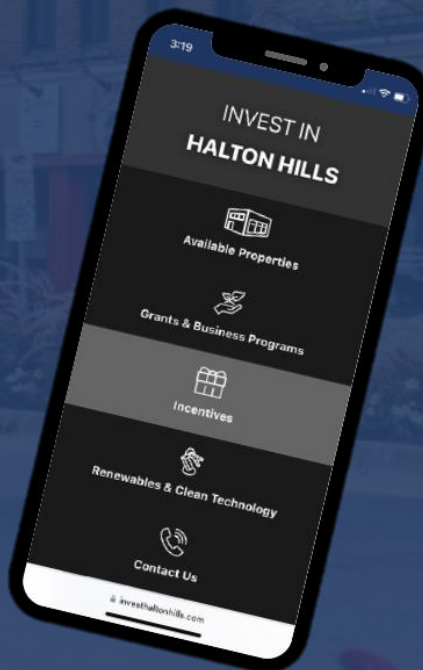 3:19
INVEST IN
HALTON HILLS
Available Properties
Grants & Business Programs
Incentives
Renewables & Clean Technology
Contact Us
investhaltonhills.com